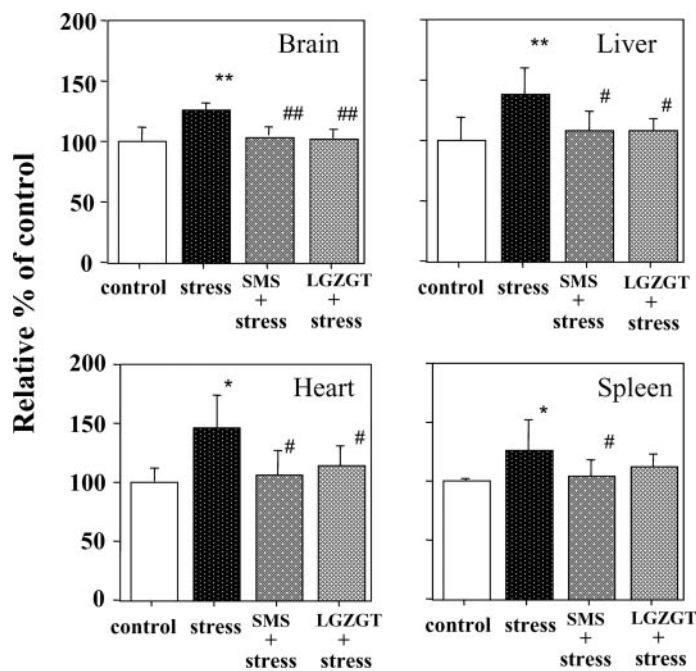 Relative % of control
200
150
100
50
0
Brain
**
##
##
control
stress
SMS
+
stress
LGZGT
+
stress
Liver
**
#
#
control
stress
SMS
+
stress
LGZGT
+
stress
200
150
100
50
0
Heart
*
#
#
control
stress
SMS
+
stress
LGZGT
+
stress
Spleen
*
#
control
stress
SMS
+
stress
LGZGT
+
stress